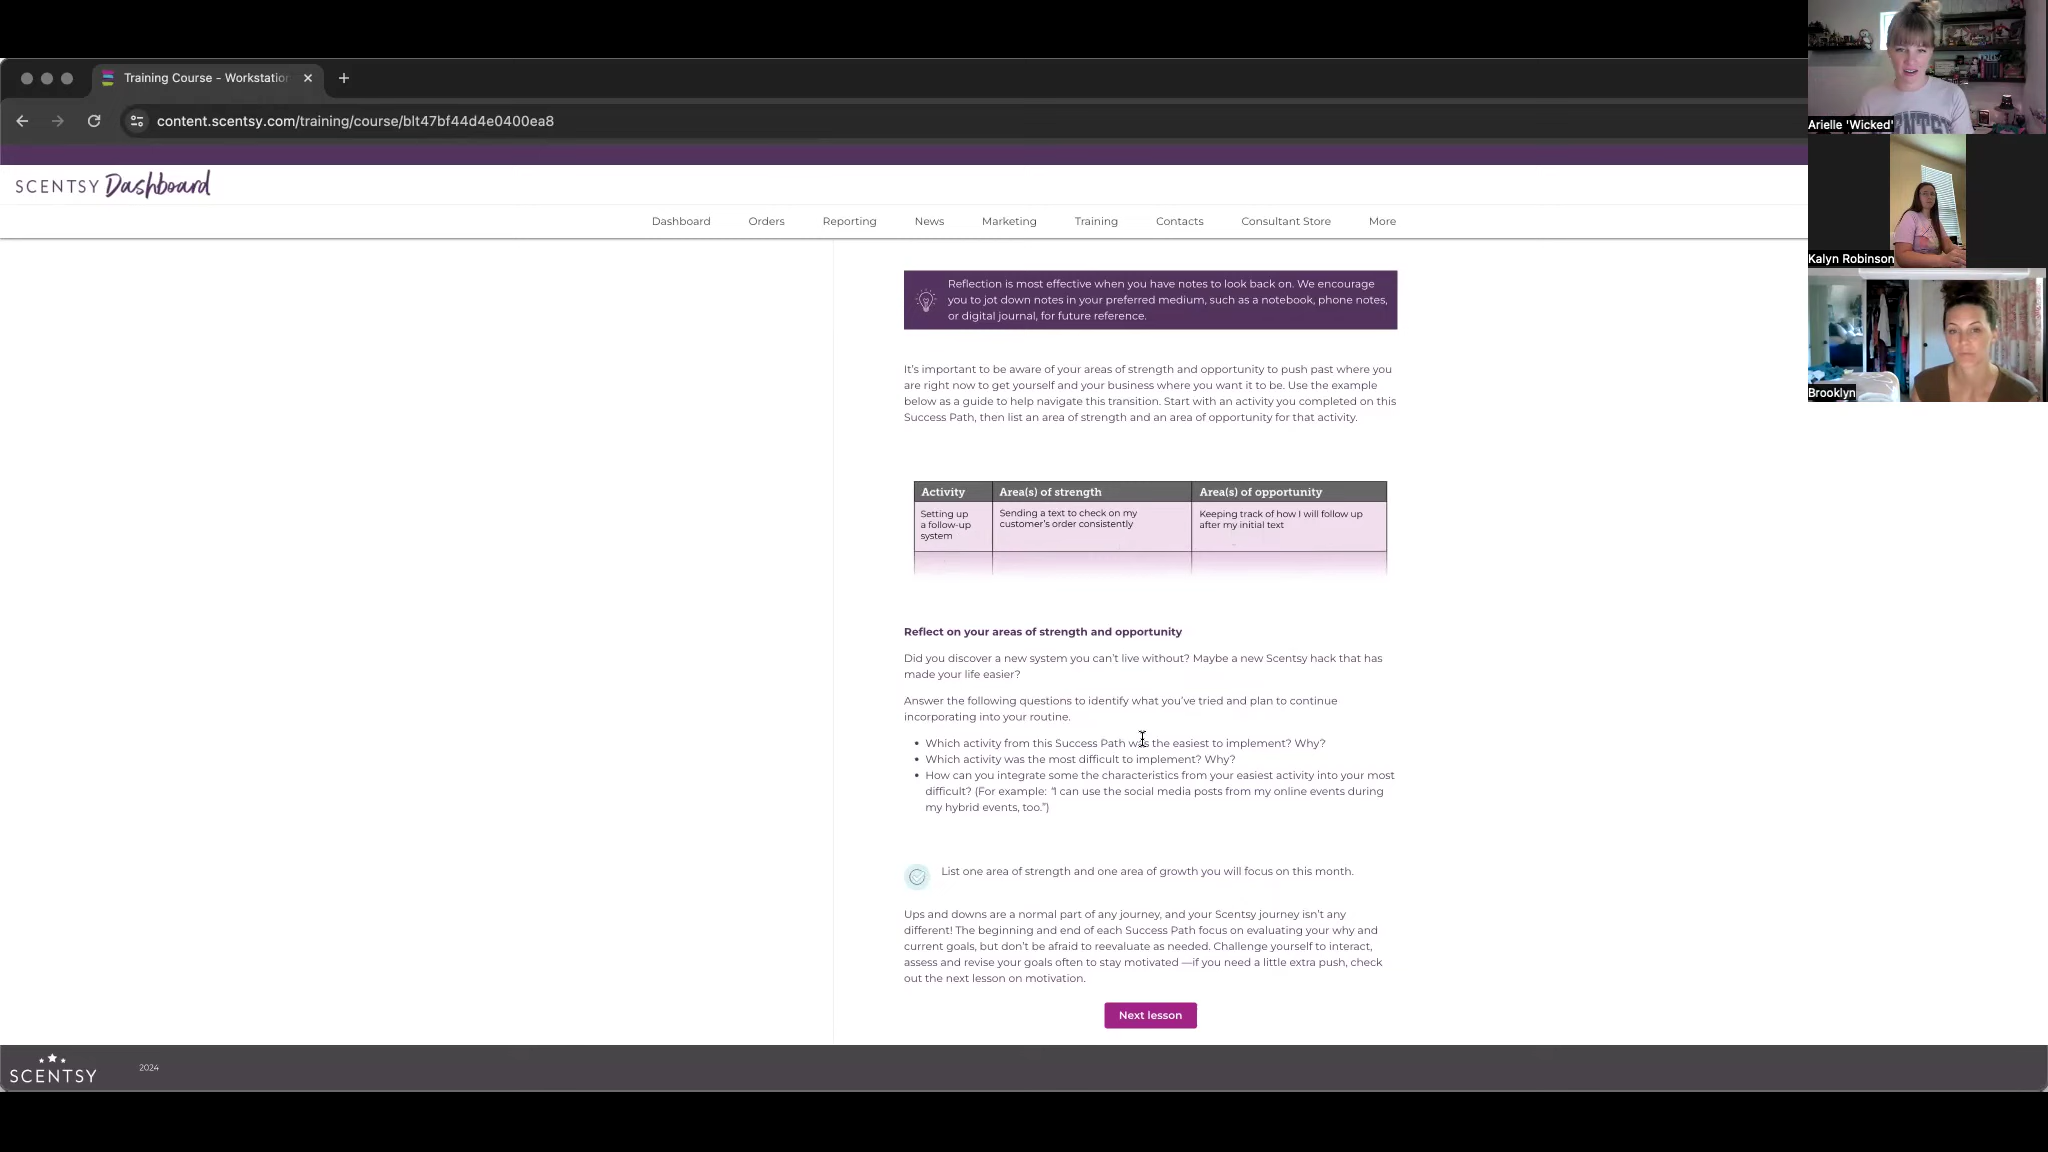 Training Course - Workstatio
content.scentsy.com/training/course/blt47bf44d4e0400ea8
SCENTSY Dashboard
Dashboard Orders Reporting News Marketing Training Contacts Consultant Store More
Reflection is most effective when you have notes to look back on. We encourage
you to jot down notes in your preferred medium, such as a notebook, phone notes,
or digital journal, for future reference.
It's important to be aware of your areas of strength and opportunity to push past where you
are right now to get yourself and your business where you want it to be. Use the example
below as a guide to help navigate this transition. Start with an activity you completed on this
Success Path, then list an area of strength and an area of opportunity for that activity.
Activity Area(s) of strength Area(s) of opportunity
Setting up
a follow-up
system
Sending a text to check on my
customer's order consistently
Keeping track of how I will follow up
after my initial text
Reflect on your areas of strength and opportunity
Did you discover a new system you can't live without? Maybe a new Scentsy hack that has
made your life easier?
Answer the following questions to identify what you've tried and plan to continue
incorporating into your routine.
• Which activity from this Success Path was the easiest to implement? Why?
• Which activity was the most difficult to implement? Why?
• How can you integrate some the characteristics from your easiest activity into your most
difficult? (For example: "I can use the social media posts from my online events during
my hybrid events, too.")
List one area of strength and one area of growth you will focus on this month.
Ups and downs are a normal part of any journey, and your Scentsy journey isn't any
different! The beginning and end of each Success Path focus on evaluating your why and
current goals, but don't be afraid to reevaluate as needed. Challenge yourself to interact,
assess and revise your goals often to stay motivated —if you need a little extra push, check
out the next lesson on motivation.
Next lesson
SCENTSY
2024
Arielle 'Wicked'
Kalyn Robinson
Brooklyn